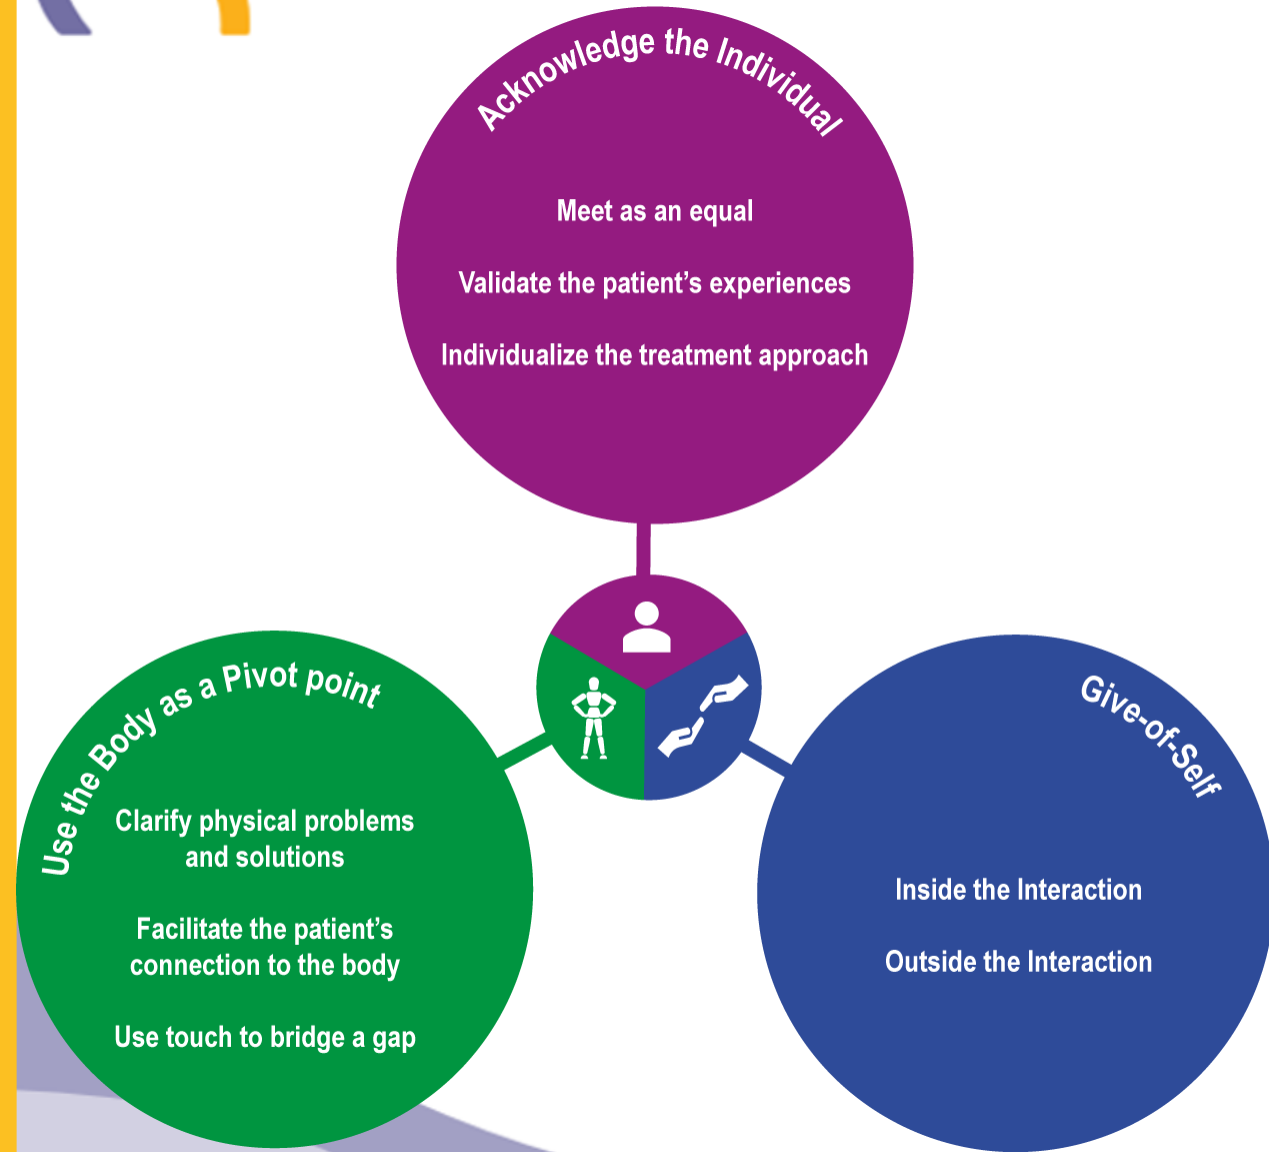 Acknowledge the Individual
Meet as an equal
Validate the patient’s experiences
Individualize the treatment approach
Use the Body as a Pivot point
Clarify physical problems
and solutions
Facilitate the patient’s
connection to the body
Use touch to bridge a gap
Give-of-Self
Inside the Interaction
Outside the Interaction